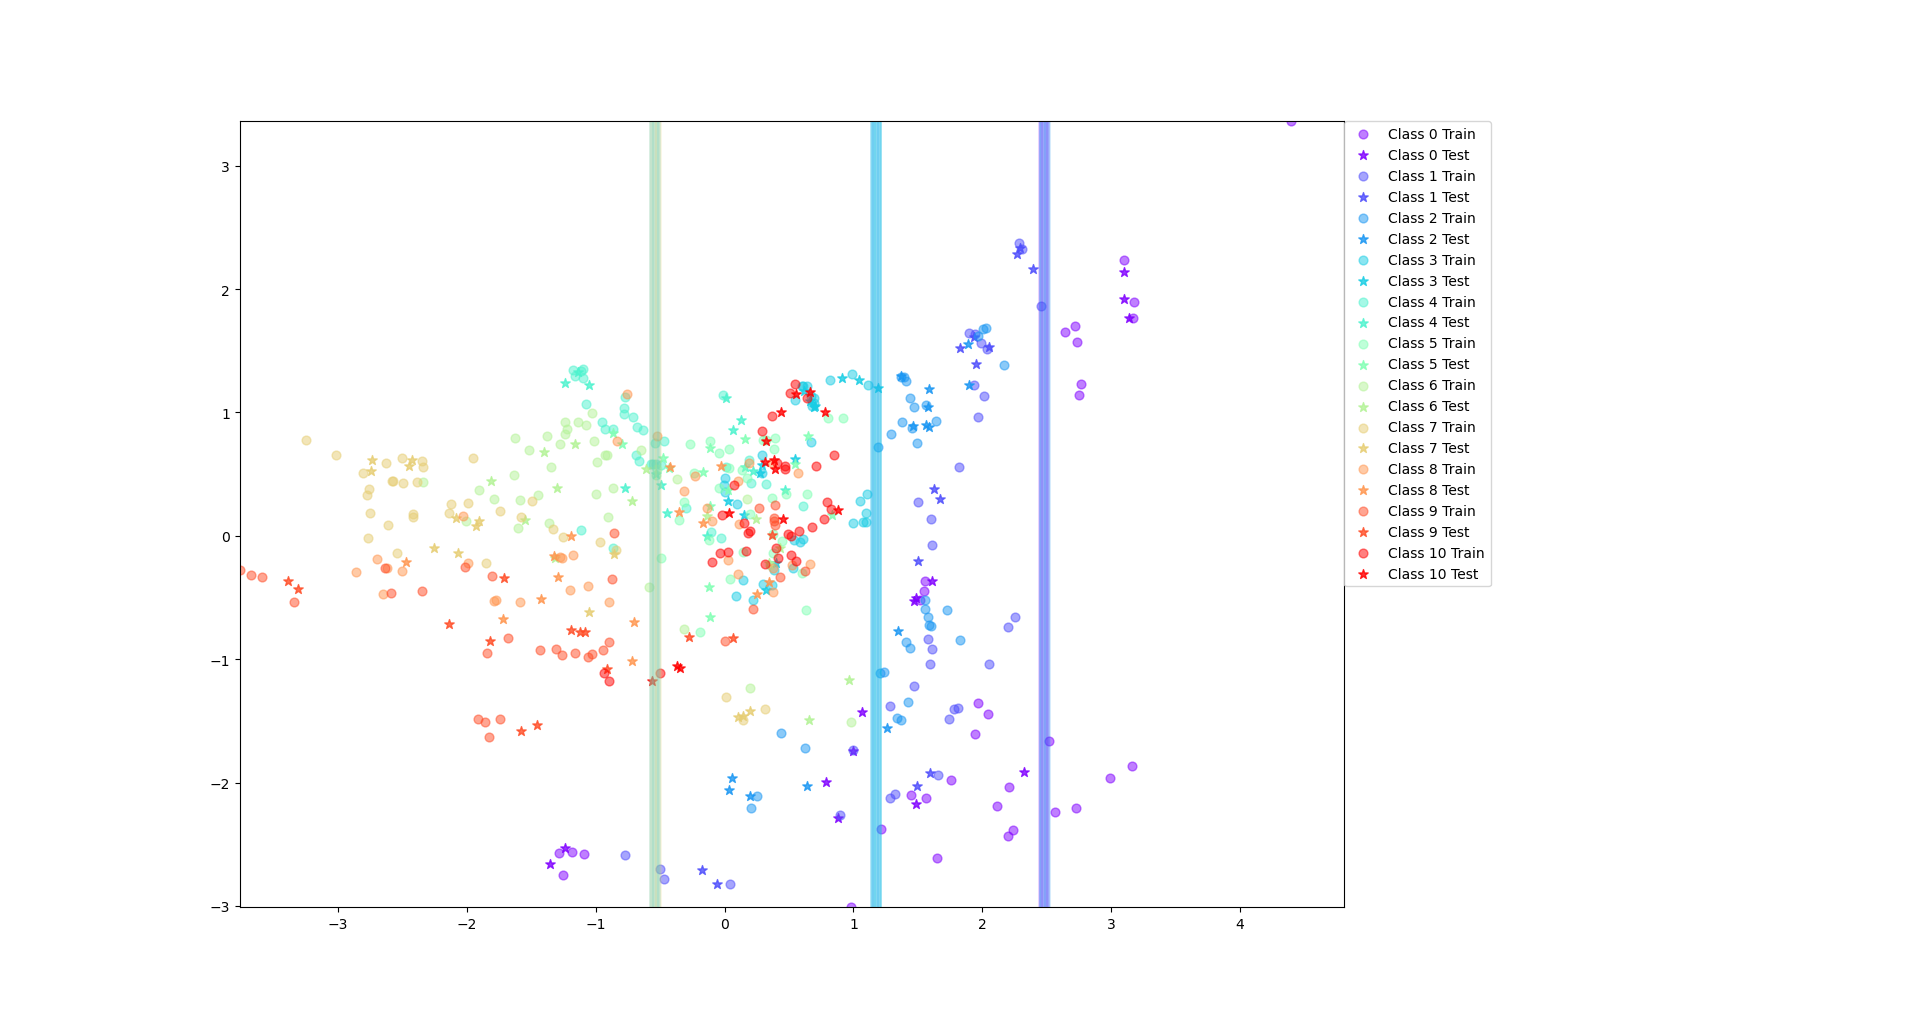 3
2
1
0
−1
−2
−3
−3
−2
−1
0
1
2
3
4
Class 0 Train
Class 0 Test
Class 1 Train
Class 1 Test
Class 2 Train
Class 2 Test
Class 3 Train
Class 3 Test
Class 4 Train
Class 4 Test
Class 5 Train
Class 5 Test
Class 6 Train
Class 6 Test
Class 7 Train
Class 7 Test
Class 8 Train
Class 8 Test
Class 9 Train
Class 9 Test
Class 10 Train
Class 10 Test